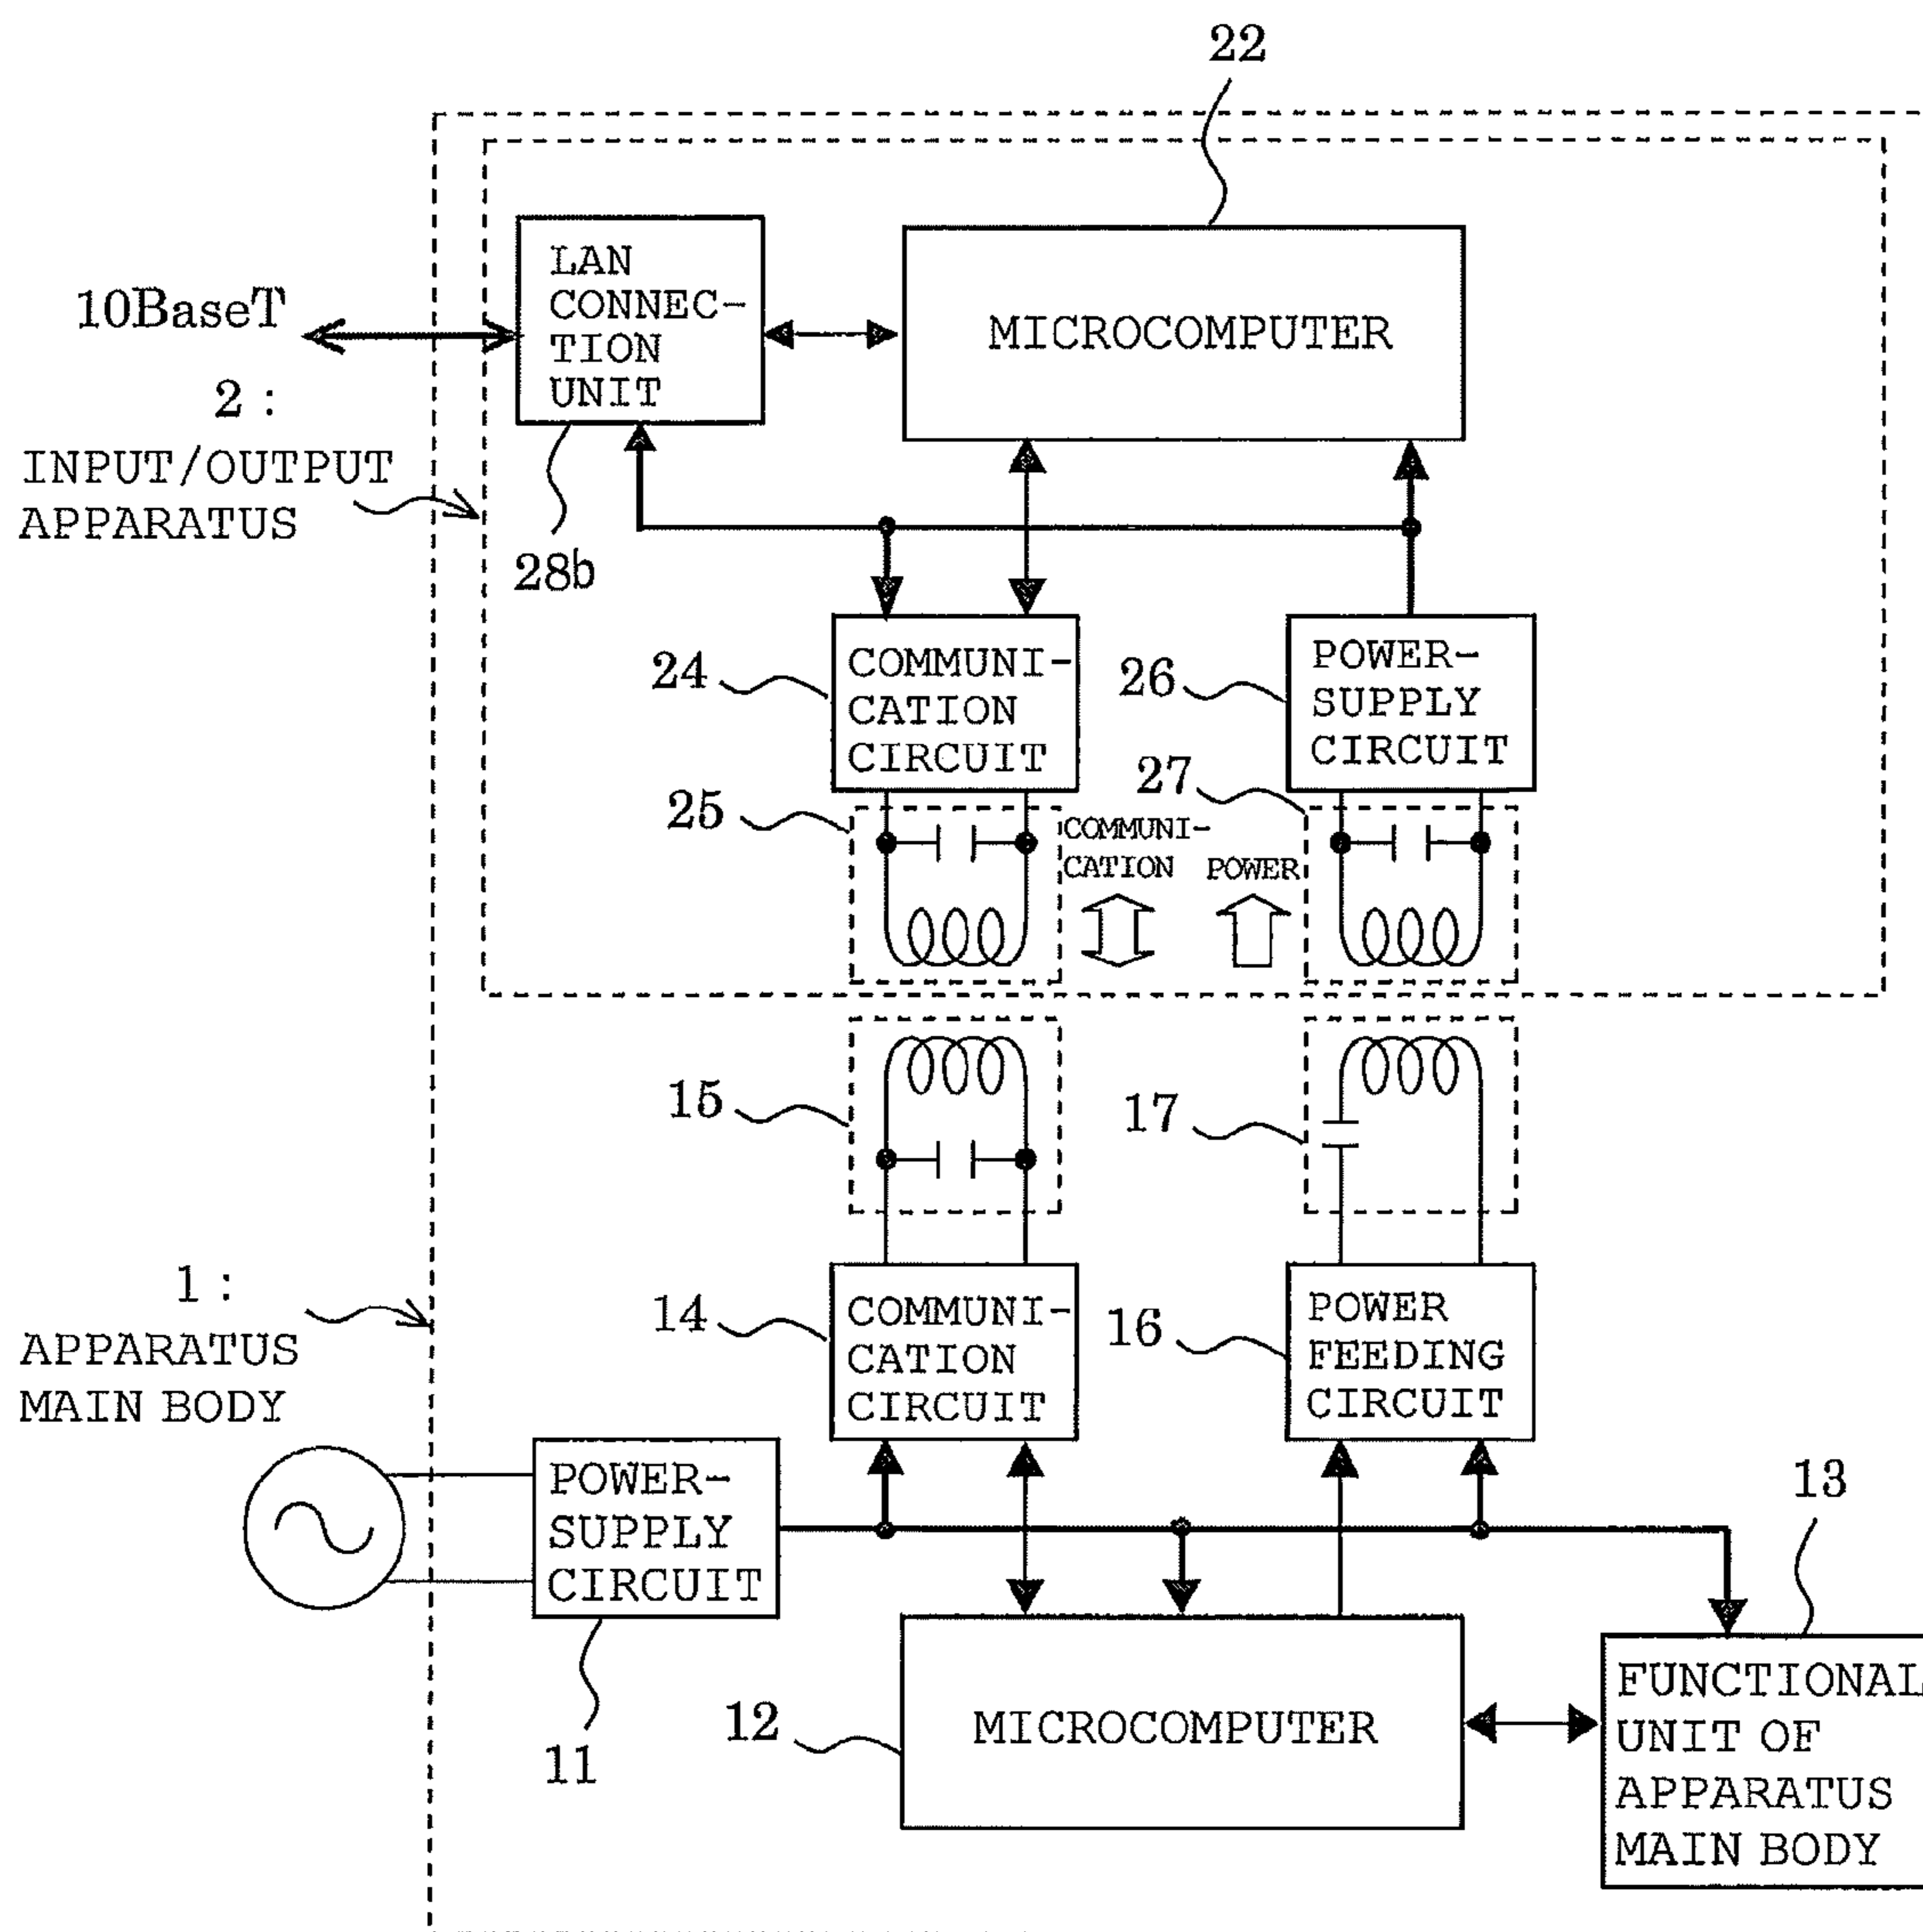 22
LAN
CONNEC-
TION
UNIT
MICROCOMPUTER
10BaseT
2 :
INPUT/OUTPUT
APPARATUS
28b
24
COMMUNI-
CATION
CIRCUIT
26
POWER-
SUPPLY
CIRCUIT
25
COMMUNI-
CATION
POWER
27
15
17
1 :
APPARATUS
MAIN BODY
14
COMMUNI-
CATION
CIRCUIT
16
POWER
FEEDING
CIRCUIT
POWER-
SUPPLY
CIRCUIT
11
13
12
MICROCOMPUTER
FUNCTIONAL
UNIT OF
APPARATUS
MAIN BODY